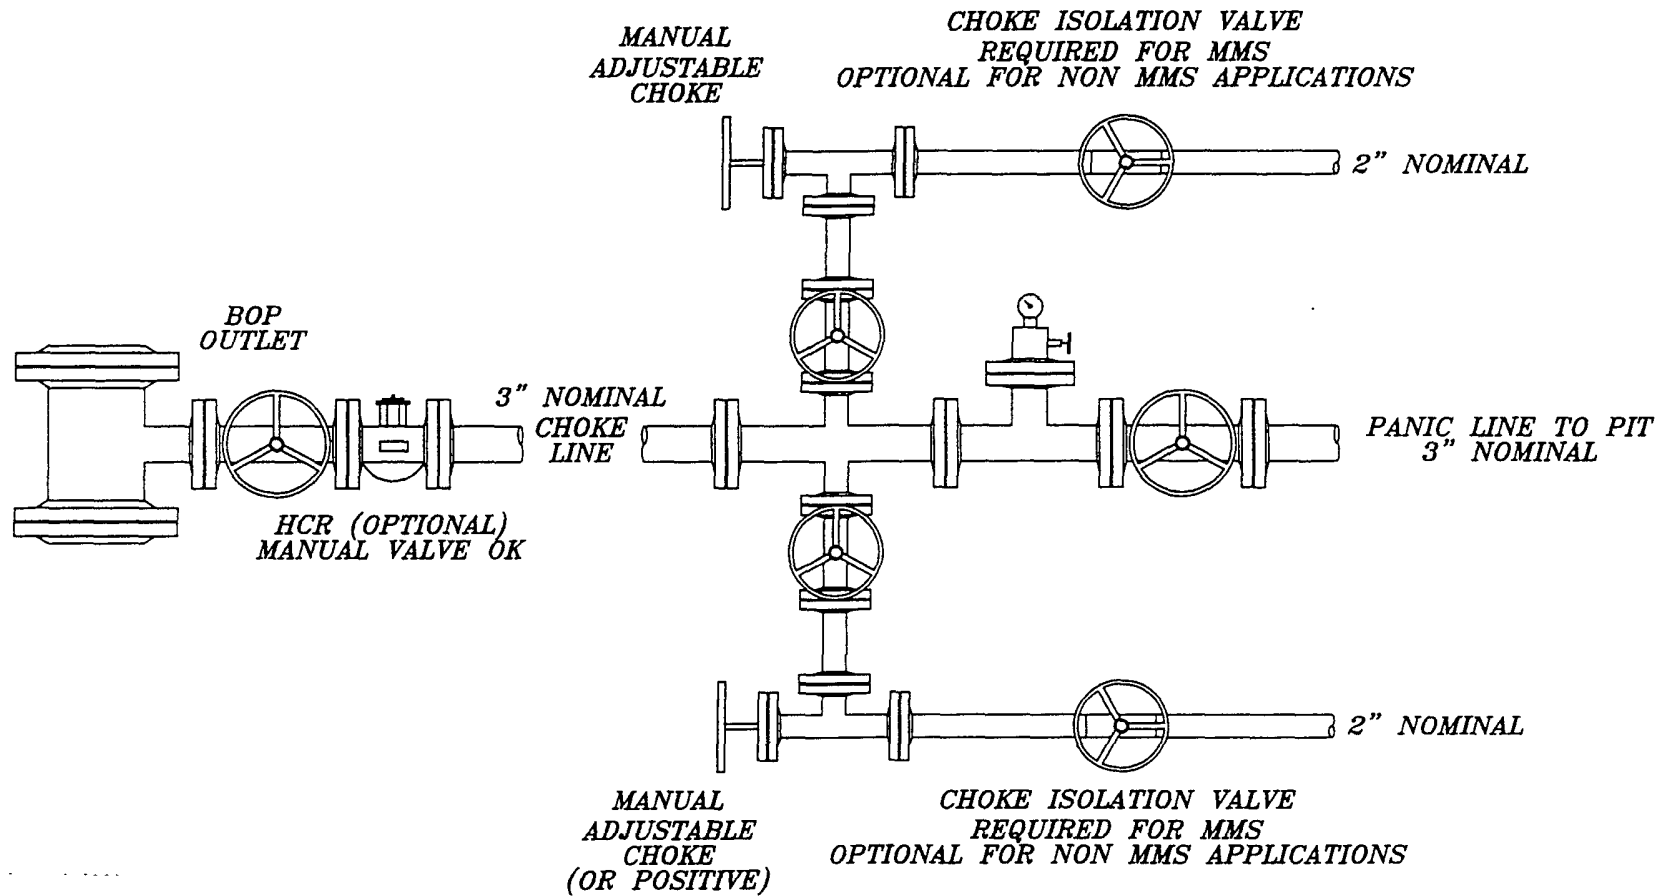 MANUAL
ADJUSTABLE
CHOKE
CHOKE ISOLATION VALVE
REQUIRED FOR MMS
OPTIONAL FOR NON MMS APPLICATIONS
2" NOMINAL
BOP
OUTLET
3" NOMINAL
CHOKE
LINE
PANIC LINE TO PIT
3" NOMINAL
HCR (OPTIONAL)
MANUAL VALVE OK
2" NOMINAL
MANUAL
ADJUSTABLE
CHOKE
(OR POSITIVE)
CHOKE ISOLATION VALVE
REQUIRED FOR MMS
OPTIONAL FOR NON MMS APPLICATIONS